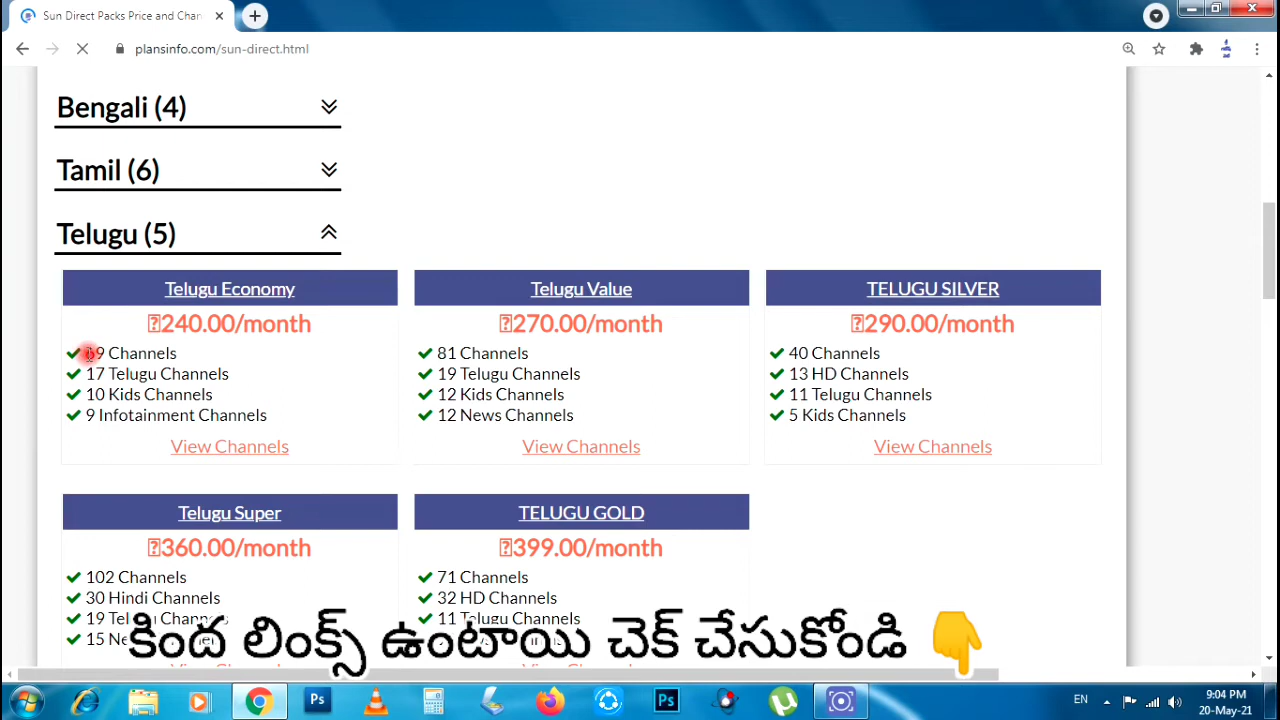 Sun Direct Packs Price and Chan
plansinfo.com/sun-direct.html
Bengali (4)
Tamil (6)
Telugu (5)
Telugu Economy
240.00/month
Channels
17 Telugu Channels
10 Kids Channels
9 Infotainment Channels
View Channels
Telugu Value
270.00/month
81 Channels
19 Telugu Channels
12 Kids Channels
12 News Channels
View Channels
TELUGU SILVER
290.00/month
40 Channels
13 HD Channels
11 Telugu Channels
5 Kids Channels
View Channels
Telugu Super
360.00/month
102 Channels
30 Hindi Channels
19
TELUGU GOLD
399.00/month
71 Channels
32 HD Channels
11 Telugu Channels
కింద లింక్స్ ఉంటాయి చెక్ చేసుకోండి 👇
Ps
Ps
EN
9:04 PM
20-May-21